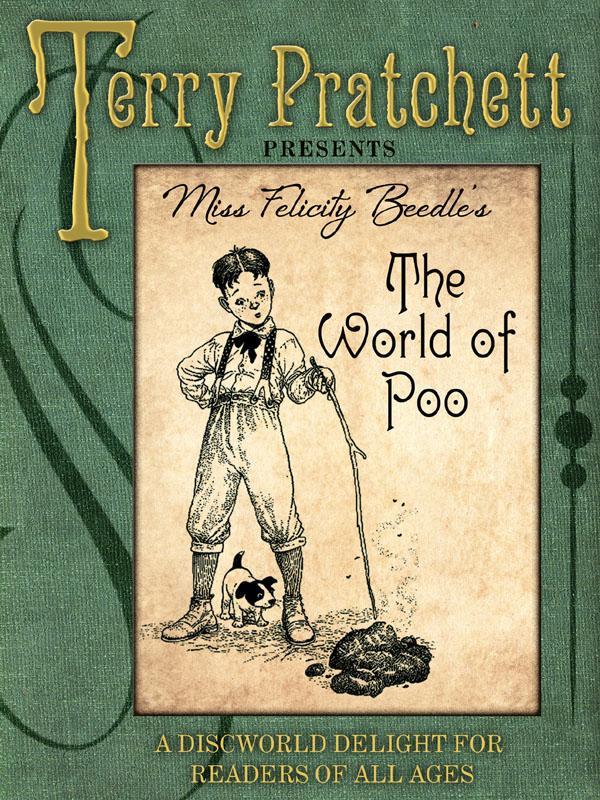 Terry Pratchett
PRESENTS
Miss Felicity Beedle's
The
World of
Poo
A DISCWORLD DELIGHT FOR
READERS OF ALL AGES